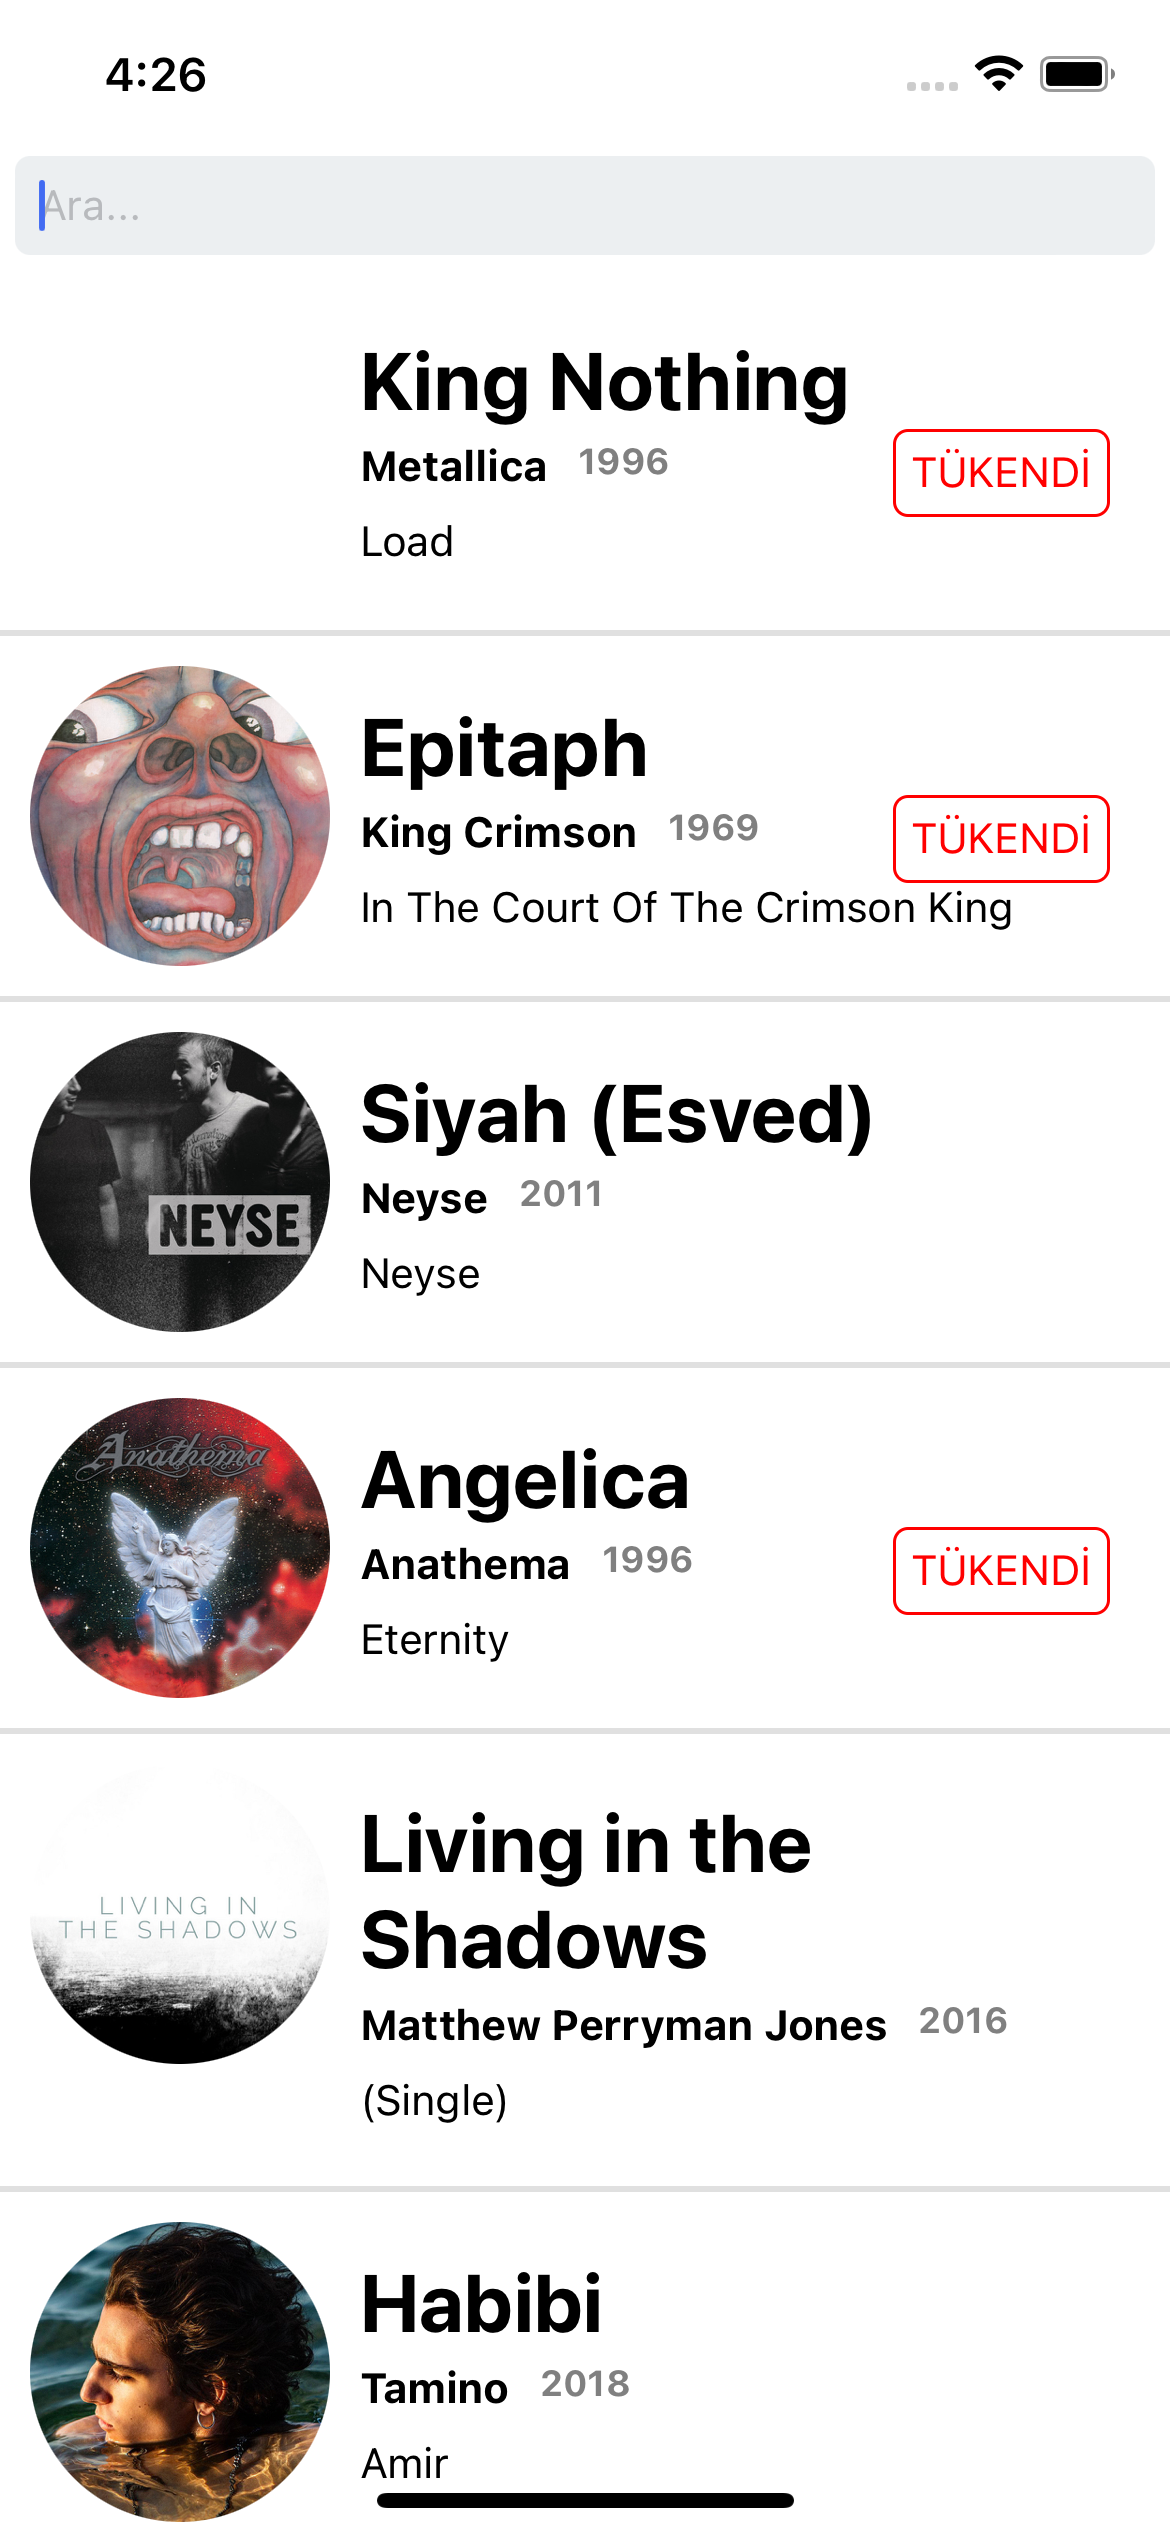 4:26
Ara...
King Nothing
Metallica 1996
TÜKENDİ
Load
Epitaph
King Crimson 1969
TÜKENDİ
In The Court Of The Crimson King
NEYSE
Siyah (Esved)
Neyse 2011
Neyse
Anathema
Angelica
Anathema 1996
TÜKENDİ
Eternity
LIVING IN
THE SHADOWS
Living in the
Shadows
Matthew Perryman Jones 2016
(Single)
Habibi
Tamino 2018
Amir